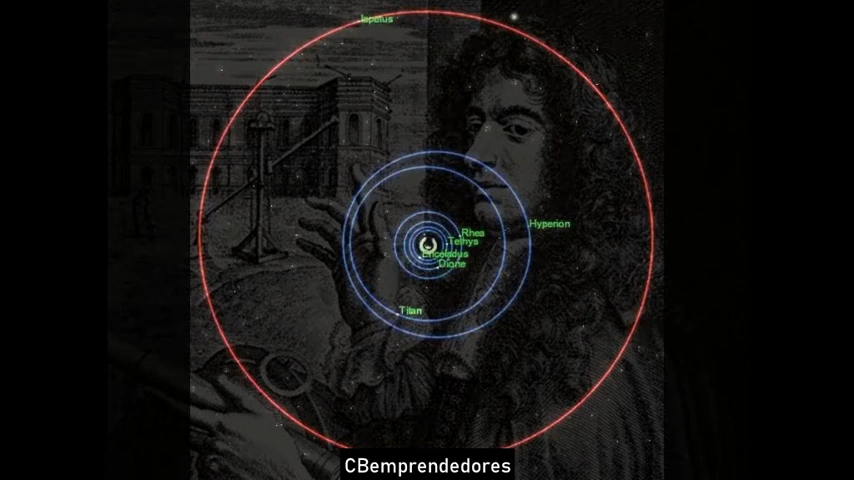 Iapetus
Hyperion
Rhea
Tethys
Enceladus
Dione
Titan
CBemprendedores